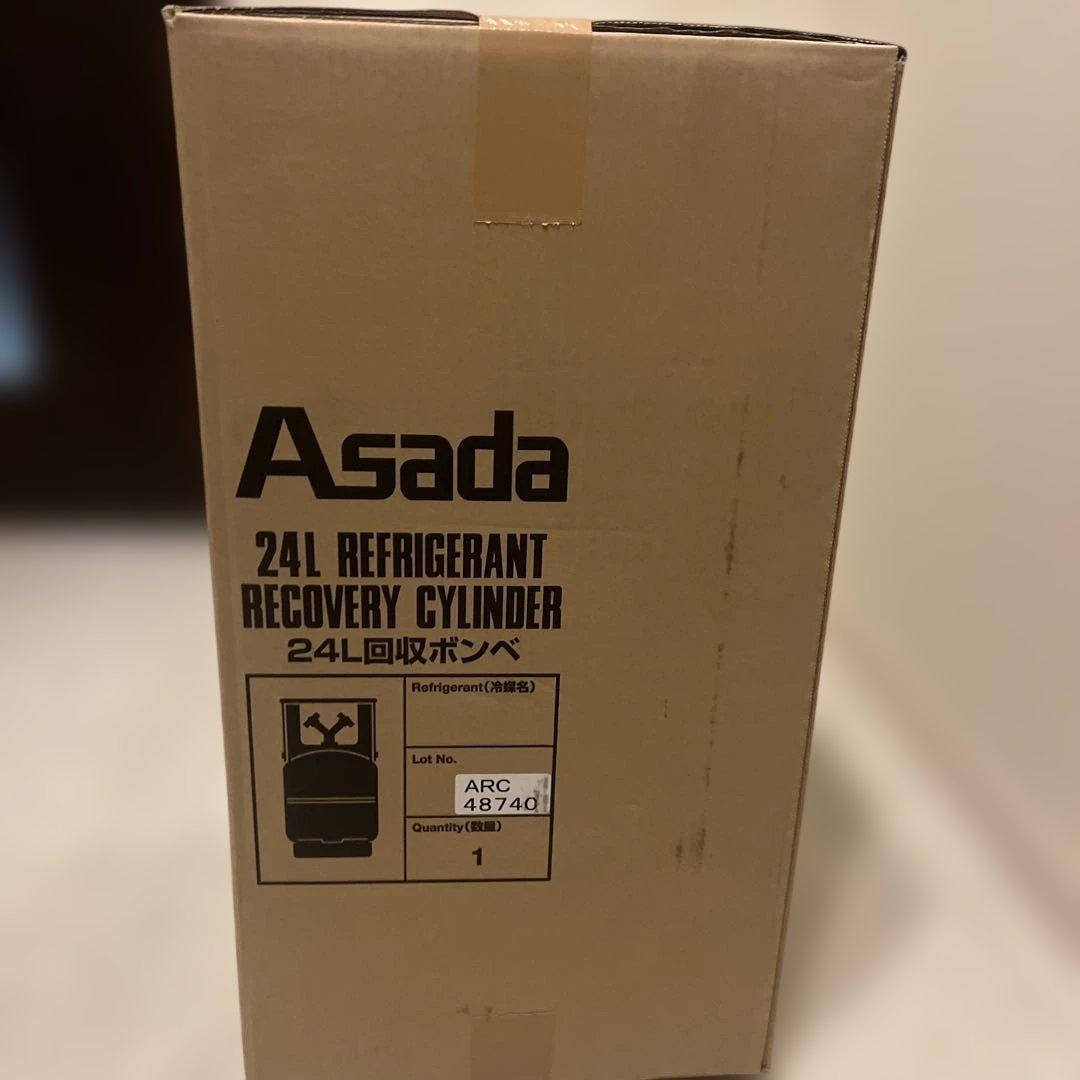 Asada
24L REFRIGERANT
RECOVERY CYLINDER
24L回収ボンベ
Refrigerant(冷媒名)
Lot No.
ARC
48740
Quantity(数量)
1